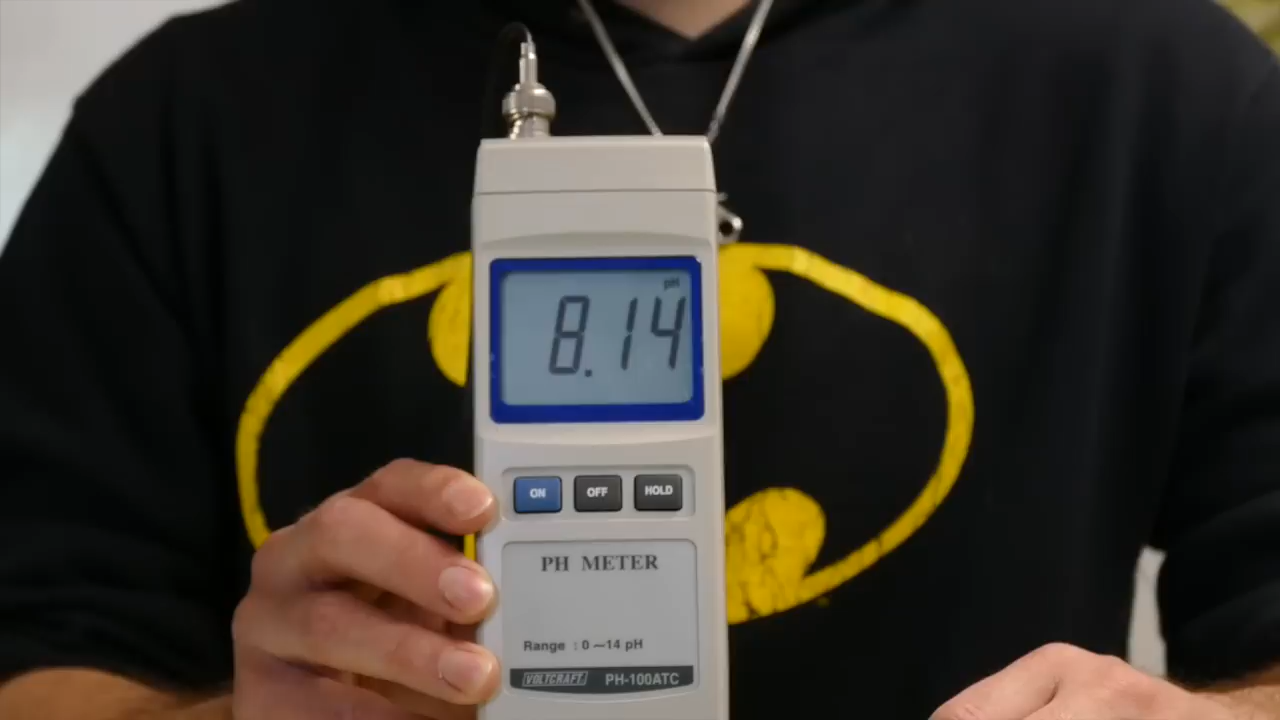 pH
8.14
ON OFF HOLD
PH METER
Range : 0 — 14 pH
VOLTCRAFT PH-100ATC